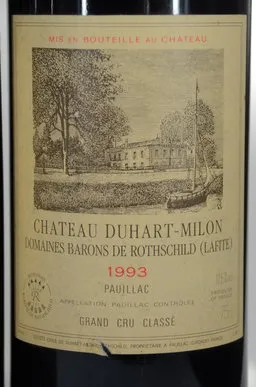 MIS EN BOUTEILLE AU CHATEAU
CHATEAU DUHART-MILON
DOMAINES BARONS DE ROTHSCHILD (LAFITE)
1993
PAUILLAC
APPELLATION PAUILLAC CONTRÔLÉE
GRAND CRU CLASSÉ